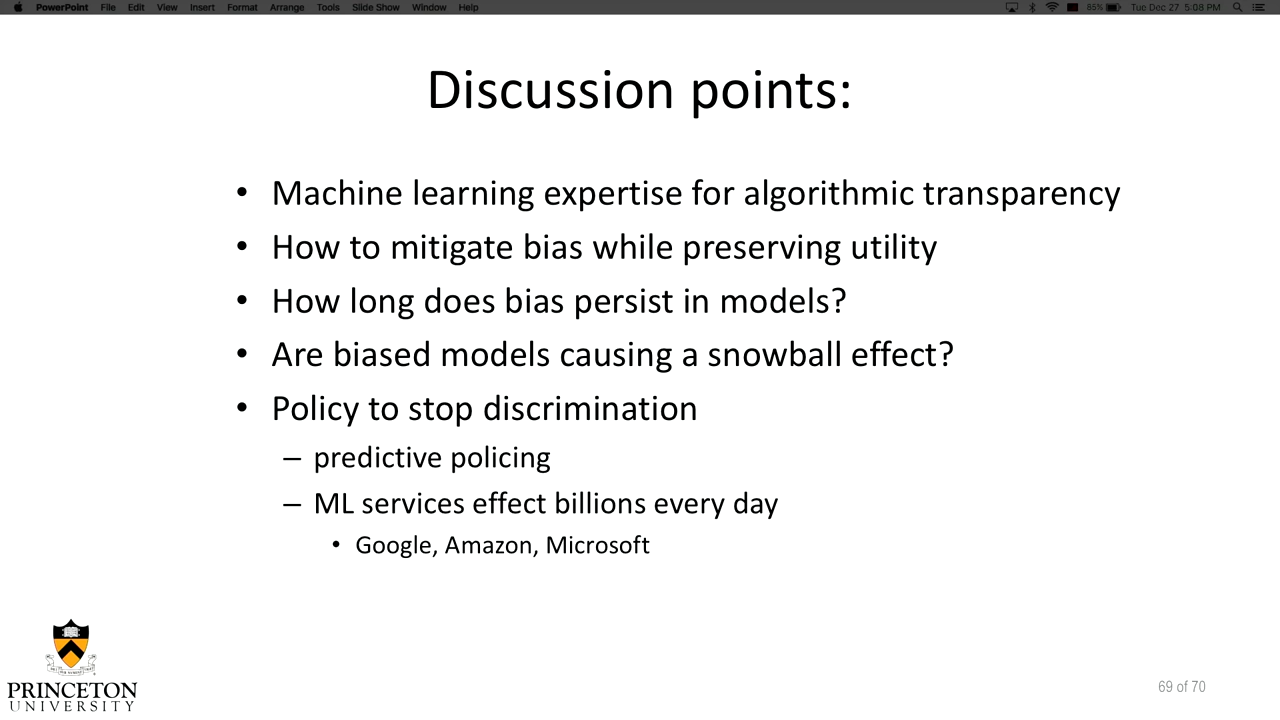 PowerPoint File Edit View Insert Format Arrange Tools Slide Show Window Help 85% Tue Dec 27 5:08 PM
Discussion points:
• Machine learning expertise for algorithmic transparency
• How to mitigate bias while preserving utility
• How long does bias persist in models?
• Are biased models causing a snowball effect?
• Policy to stop discrimination
– predictive policing
– ML services effect billions every day
• Google, Amazon, Microsoft
PRINCETON
UNIVERSITY
69 of 70